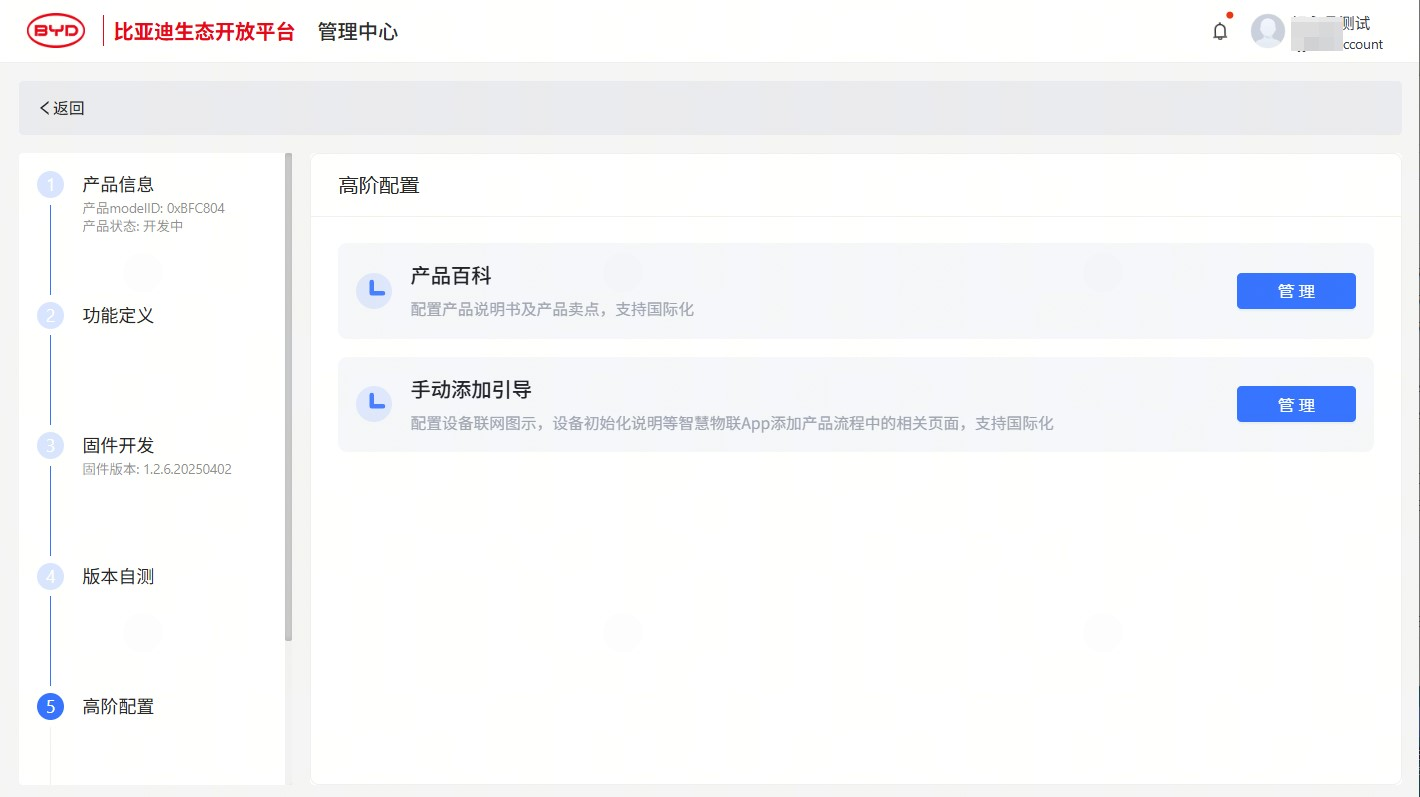 BYD
比亚迪生态开放平台 管理中心
测试
ccount
返回
1 产品信息
产品modelID: 0xBFC804
产品状态: 开发中
2 功能定义
3 固件开发
固件版本: 1.2.6.20250402
4 版本自测
5 高阶配置
高阶配置
产品百科
配置产品说明书及产品卖点，支持国际化
管 理
手动添加引导
配置设备联网图示，设备初始化说明等智慧物联App添加产品流程中的相关页面，支持国际化
管 理